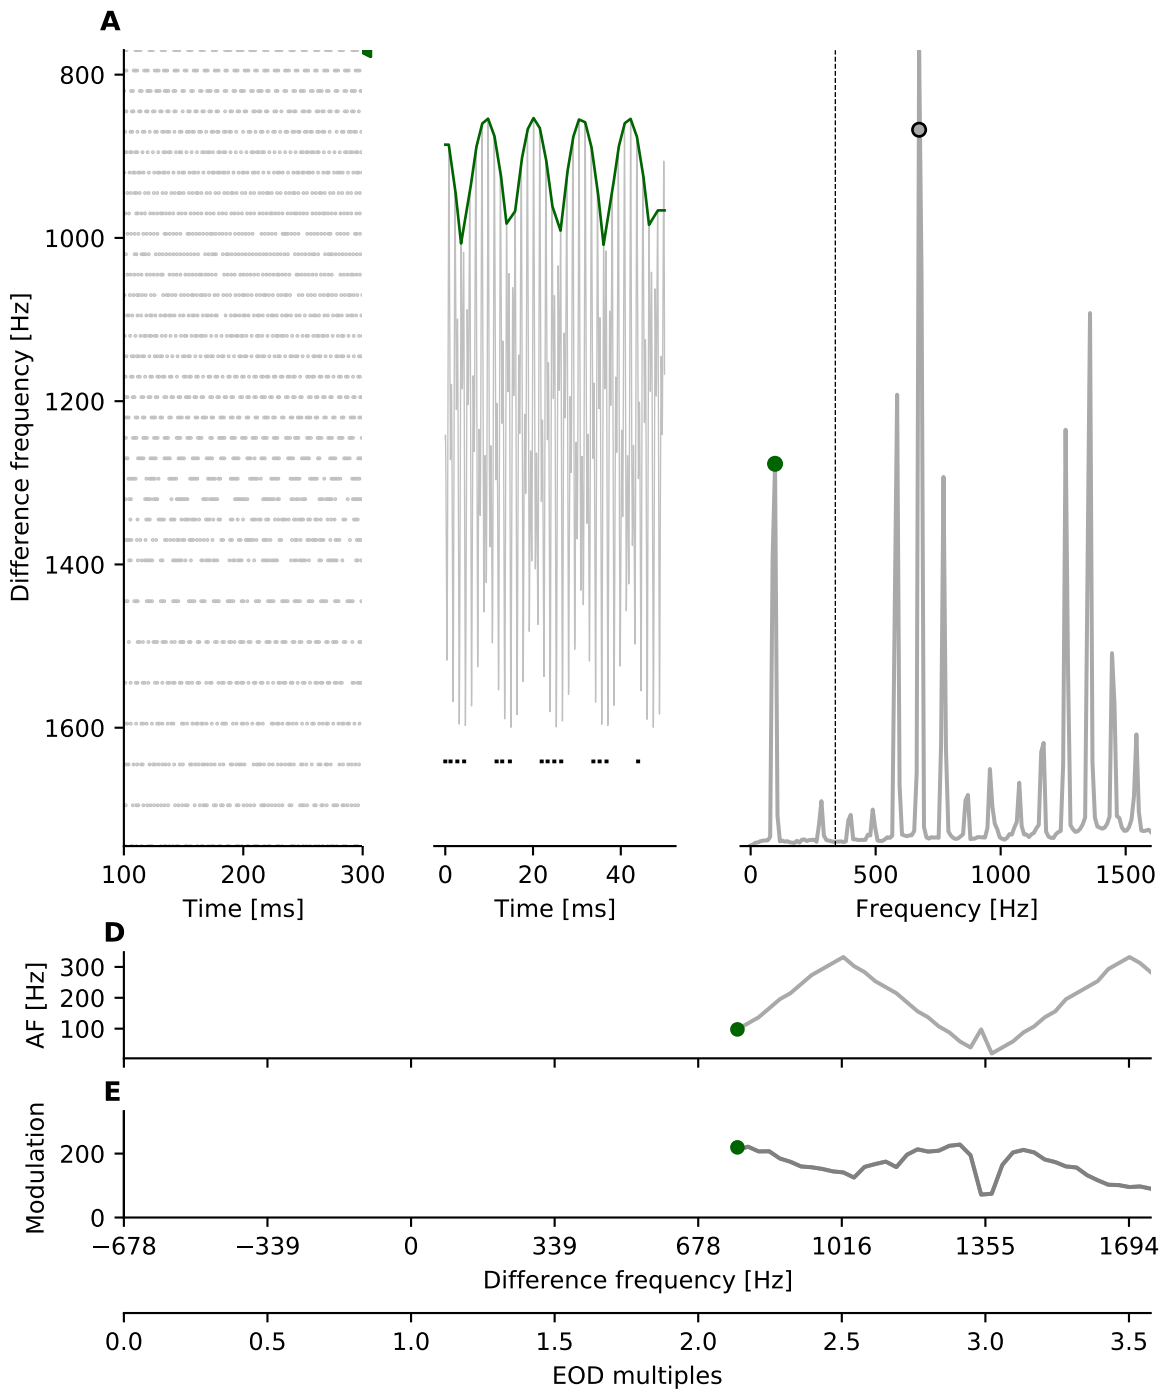 A
800
1000
1200
1400
1600
Difference frequency [Hz]
100 200 300
Time [ms]
0 20 40
Time [ms]
0 500 1000 1500
Frequency [Hz]
D
300
200
100
AF [Hz]
E
200
0
Modulation
−678 −339 0 339 678 1016 1355 1694
Difference frequency [Hz]
0.0 0.5 1.0 1.5 2.0 2.5 3.0 3.5
EOD multiples